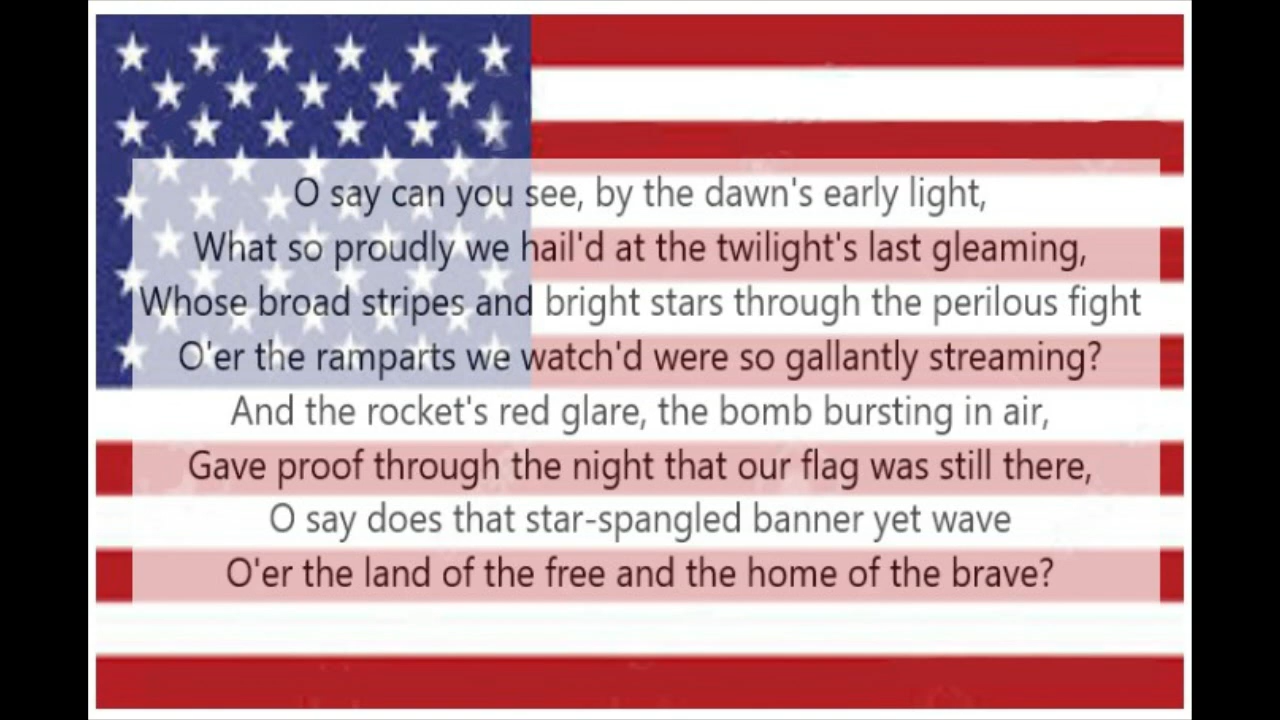 O say can you see, by the dawn's early light,
What so proudly we hail'd at the twilight's last gleaming,
Whose broad stripes and bright stars through the perilous fight
O'er the ramparts we watch'd were so gallantly streaming?
And the rocket's red glare, the bomb bursting in air,
Gave proof through the night that our flag was still there,
O say does that star-spangled banner yet wave
O'er the land of the free and the home of the brave?